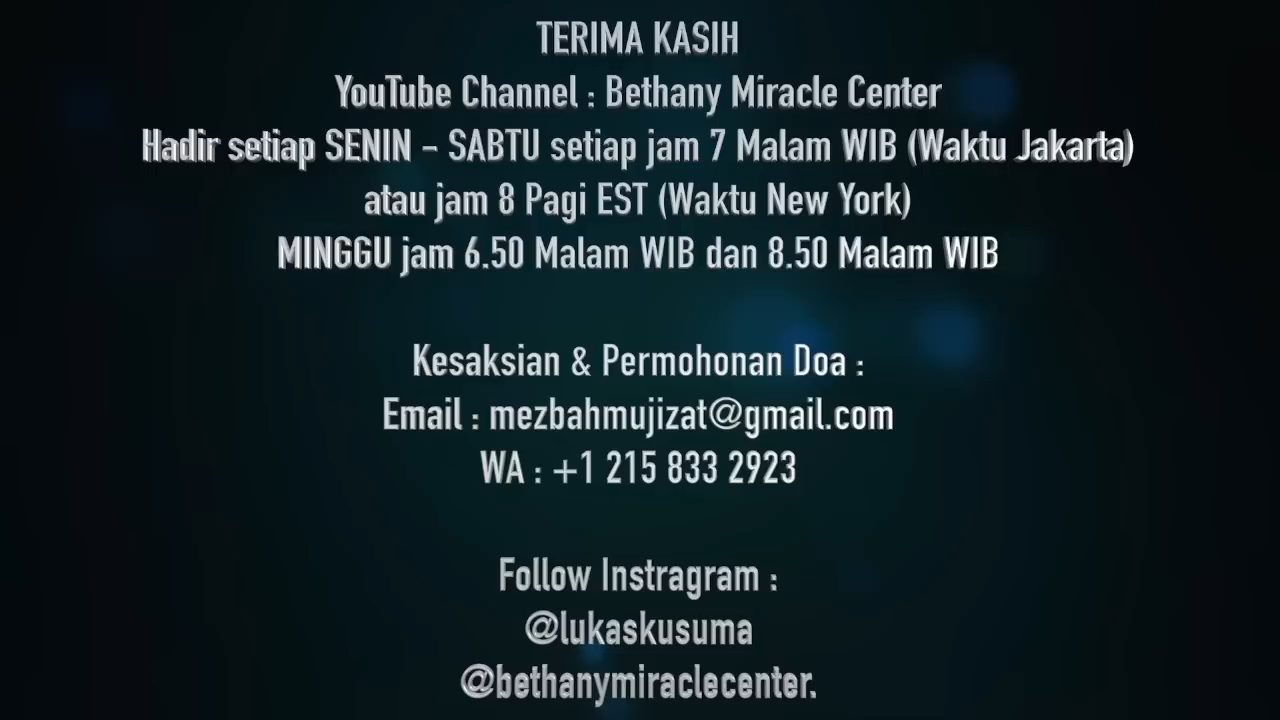 TERIMA KASIH
YouTube Channel : Bethany Miracle Center
Hadir setiap SENIN - SABTU setiap jam 7 Malam WIB (Waktu Jakarta)
atau jam 8 Pagi EST (Waktu New York)
MINGGU jam 6.50 Malam WIB dan 8.50 Malam WIB
Kesaksian & Permohonan Doa :
Email : mezbahmujizat@gmail.com
WA : +1 215 833 2923
Follow Instragram :
@lukaskusuma
@bethanymiraclecenter.